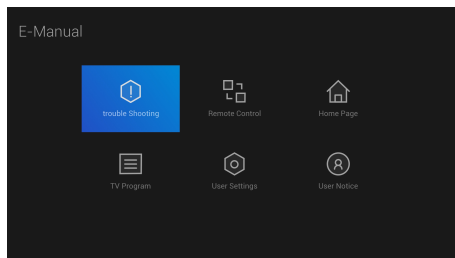 E-Manual
trouble Shooting
Remote Control
Home Page
TV Program
User Settings
User Notice